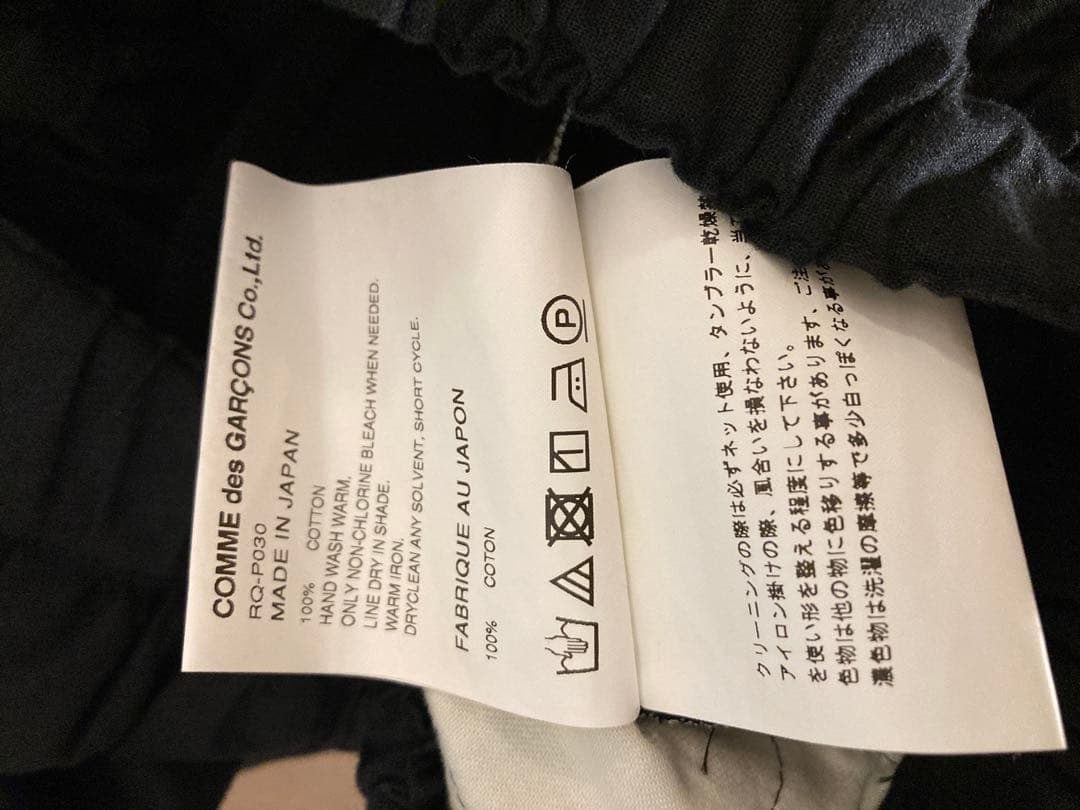 COMME des GARÇONS Co.,Ltd.
RQ-P030
MADE IN JAPAN
100% COTTON
HAND WASH WARM.
ONLY NON-CHLORINE BLEACH WHEN NEEDED.
LINE DRY IN SHADE.
WARM IRON.
DRYCLEAN ANY SOLVENT, SHORT CYCLE.
FABRIQUE AU JAPON
100% COTON
P
クリーニングの際は必ずネット使用、タンブラー乾燥
アイロン掛けの際、風合いを損なわないように、当
を使い形を整える程度にして下さい。
色物は他の物に色移りする事があります、ご注
濃色物は洗濯の摩擦等で多少白っぽくなる事が